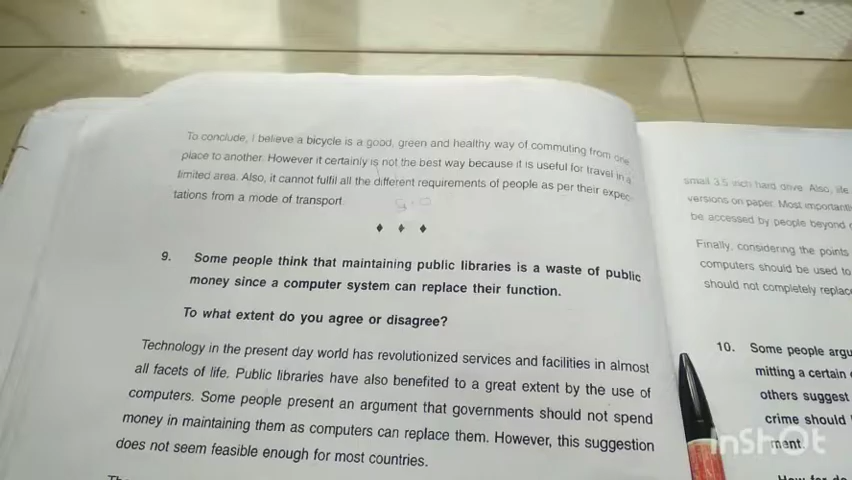 To conclude, I believe a bicycle is a good, green and healthy way of commuting from one
place to another. However it certainly is not the best way because it is useful for travel in a
limited area. Also, it cannot fulfil all the different requirements of people as per their expec-
tations from a mode of transport
9. Some people think that maintaining public libraries is a waste of public
money since a computer system can replace their function.
To what extent do you agree or disagree?
Technology in the present day world has revolutionized services and facilities in almost
all facets of life. Public libraries have also benefited to a great extent by the use of
computers. Some people present an argument that governments should not spend
money in maintaining them as computers can replace them. However, this suggestion
does not seem feasible enough for most countries.
small 3.5 inch hard drive. Also, life
versions on paper. Most importantl
be accessed by people beyond
Finally, considering the points
computers should be used to
should not completely replac
10. Some people argu
mitting a certain
others suggest
crime should
ment.
InShOt